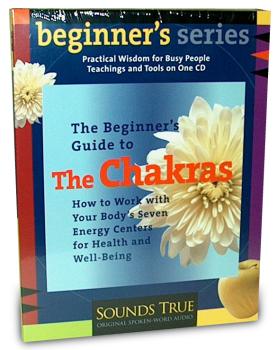 beginner's series
Practical Wisdom for Busy People
Teachings and Tools on One CD
The Beginner's
Guide to
The Chakras
How to Work with
Your Body's Seven
Energy Centers
for Health and
Well-Being
SOUNDS TRUE
ORIGINAL SPOKEN-WORD AUDIO